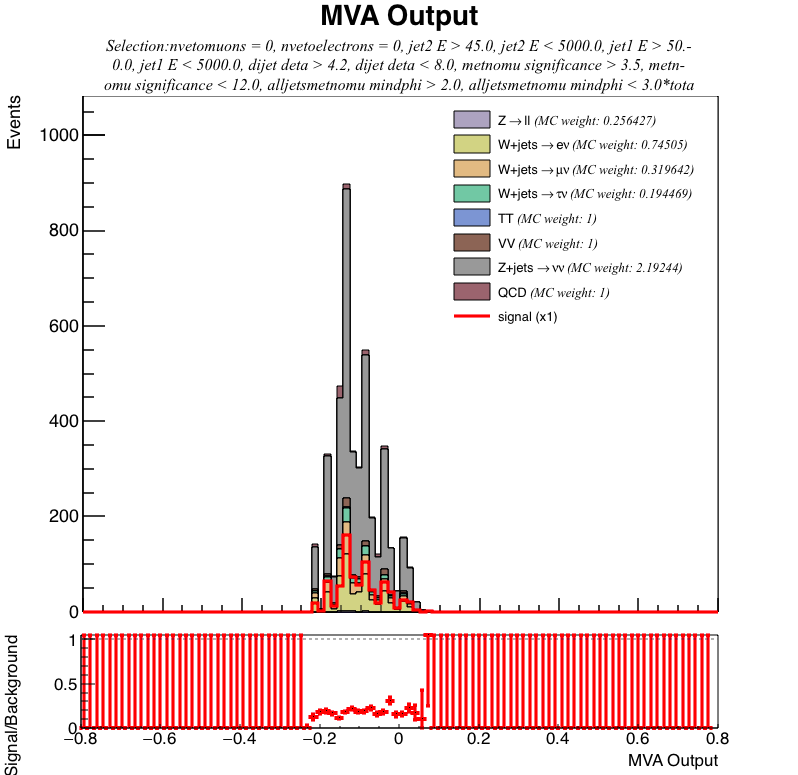 MVA Output
Selection:nvetomuons = 0, nvetoelectrons = 0, jet2 E > 45.0, jet2 E < 5000.0, jet1 E > 50.-
0.0, jet1 E < 5000.0, dijet deta > 4.2, dijet deta < 8.0, metnomu significance > 3.5, metn-
omu significance < 12.0, alljetsmetnomu mindphi > 2.0, alljetsmetnomu mindphi < 3.0*tota
Events
1000
800
600
400
200
0
Z→ll (MC weight: 0.256427)
W+jets→eν (MC weight: 0.74505)
W+jets→μν (MC weight: 0.319642)
W+jets→τν (MC weight: 0.194469)
TT (MC weight: 1)
VV (MC weight: 1)
Z+jets→νν (MC weight: 2.19244)
QCD (MC weight: 1)
signal (x1)
Signal/Background
1
0.5
0
−0.8 −0.6 −0.4 −0.2 0 0.2 0.4 0.6 0.8
MVA Output